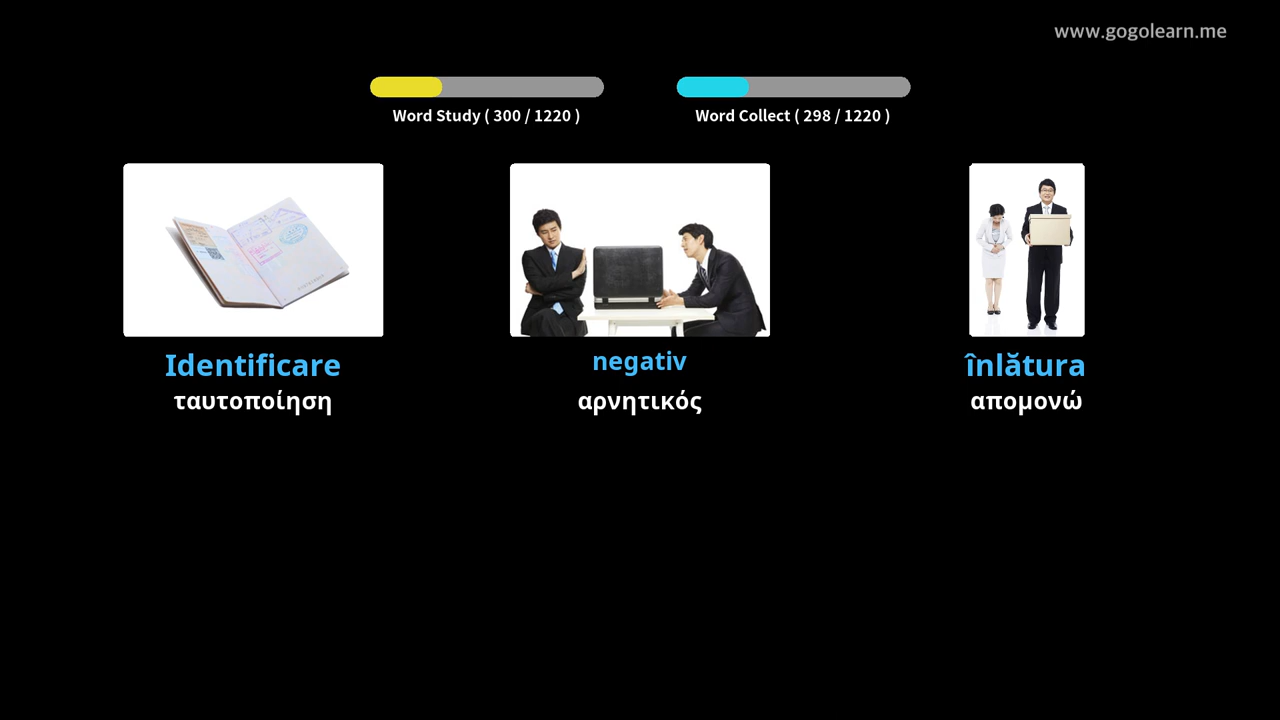 www.gogolearn.me
Word Study ( 300 / 1220 )
Word Collect ( 298 / 1220 )
Identificare
ταυτοποίηση
negativ
αρνητικός
înlătura
απομονώ